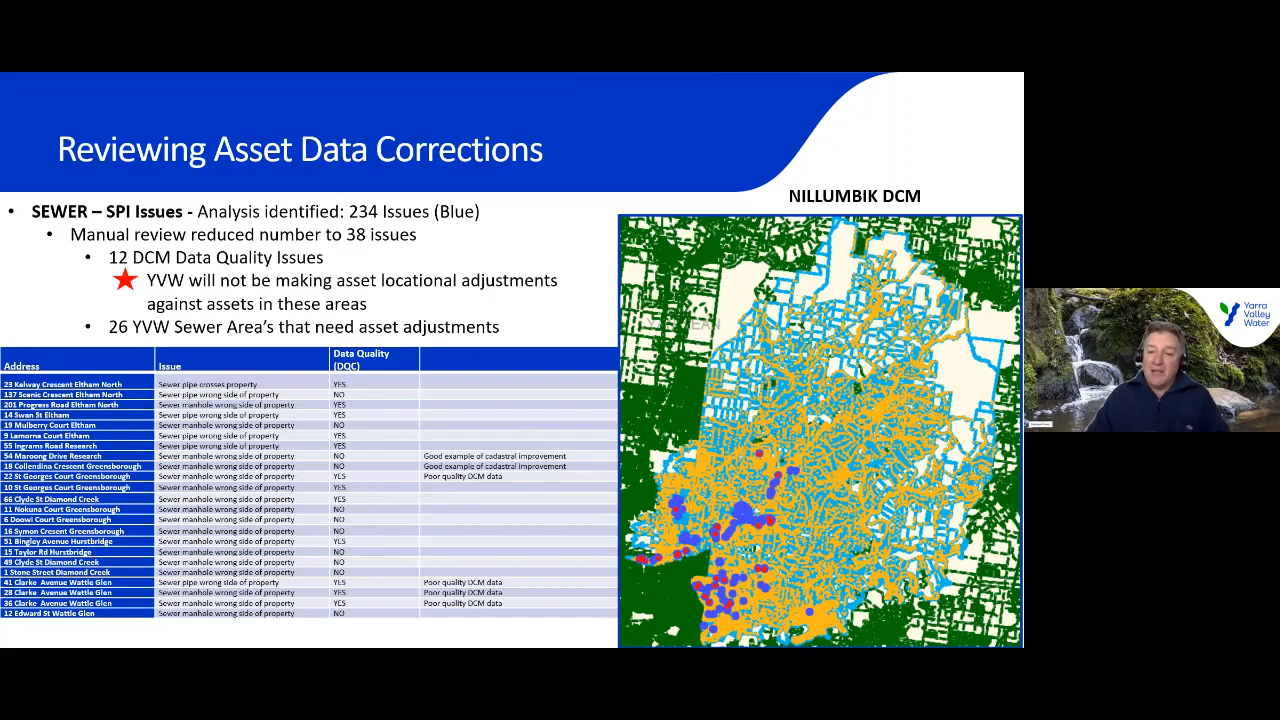 Reviewing Asset Data Corrections
NILLUMBIK DCM
• SEWER – SPI Issues - Analysis identified: 234 Issues (Blue)
• Manual review reduced number to 38 issues
• 12 DCM Data Quality Issues
YVW will not be making asset locational adjustments
against assets in these areas
• 26 YVW Sewer Area's that need asset adjustments
Address Issue Data Quality (DQC)
23 Kelway Crescent Eltham North Sewer pipe crosses property YES
137 Scenic Crescent Eltham North Sewer pipe wrong side of property NO
201 Progress Road Eltham North Sewer manhole wrong side of property YES
14 Swan St Eltham Sewer pipe wrong side of property YES
19 Mulberry Court Eltham Sewer manhole wrong side of property NO
9 Lamorna Court Eltham Sewer pipe wrong side of property YES
55 Ingrams Road Research Sewer pipe wrong side of property YES
54 Maroong Drive Research Sewer manhole wrong side of property NO Good example of cadastral improvement
18 Collendina Crescent Greensborough Sewer manhole wrong side of property NO Good example of cadastral improvement
22 St Georges Court Greensborough Sewer manhole wrong side of property YES Poor quality DCM data
10 St Georges Court Greensborough Sewer manhole wrong side of property YES
66 Clyde St Diamond Creek Sewer manhole wrong side of property YES
11 Nokuna Court Greensborough Sewer manhole wrong side of property NO
6 Doowi Court Greensborough Sewer manhole wrong side of property NO
16 Symon Cresent Greensborough Sewer manhole wrong side of property NO
51 Bingley Avenue Hurstbridge Sewer manhole wrong side of property YES
15 Taylor Rd Hurstbridge Sewer manhole wrong side of property NO
49 Clyde St Diamond Creek Sewer manhole wrong side of property NO
1 Stone Street Diamond Creek Sewer manhole wrong side of property NO
41 Clarke Avenue Wattle Glen Sewer pipe wrong side of property YES Poor quality DCM data
28 Clarke Avenue Wattle Glen Sewer manhole wrong side of property YES Poor quality DCM data
36 Clarke Avenue Wattle Glen Sewer manhole wrong side of property YES Poor quality DCM data
12 Edward St Wattle Glen Sewer manhole wrong side of property NO
Yarra
Valley
Water